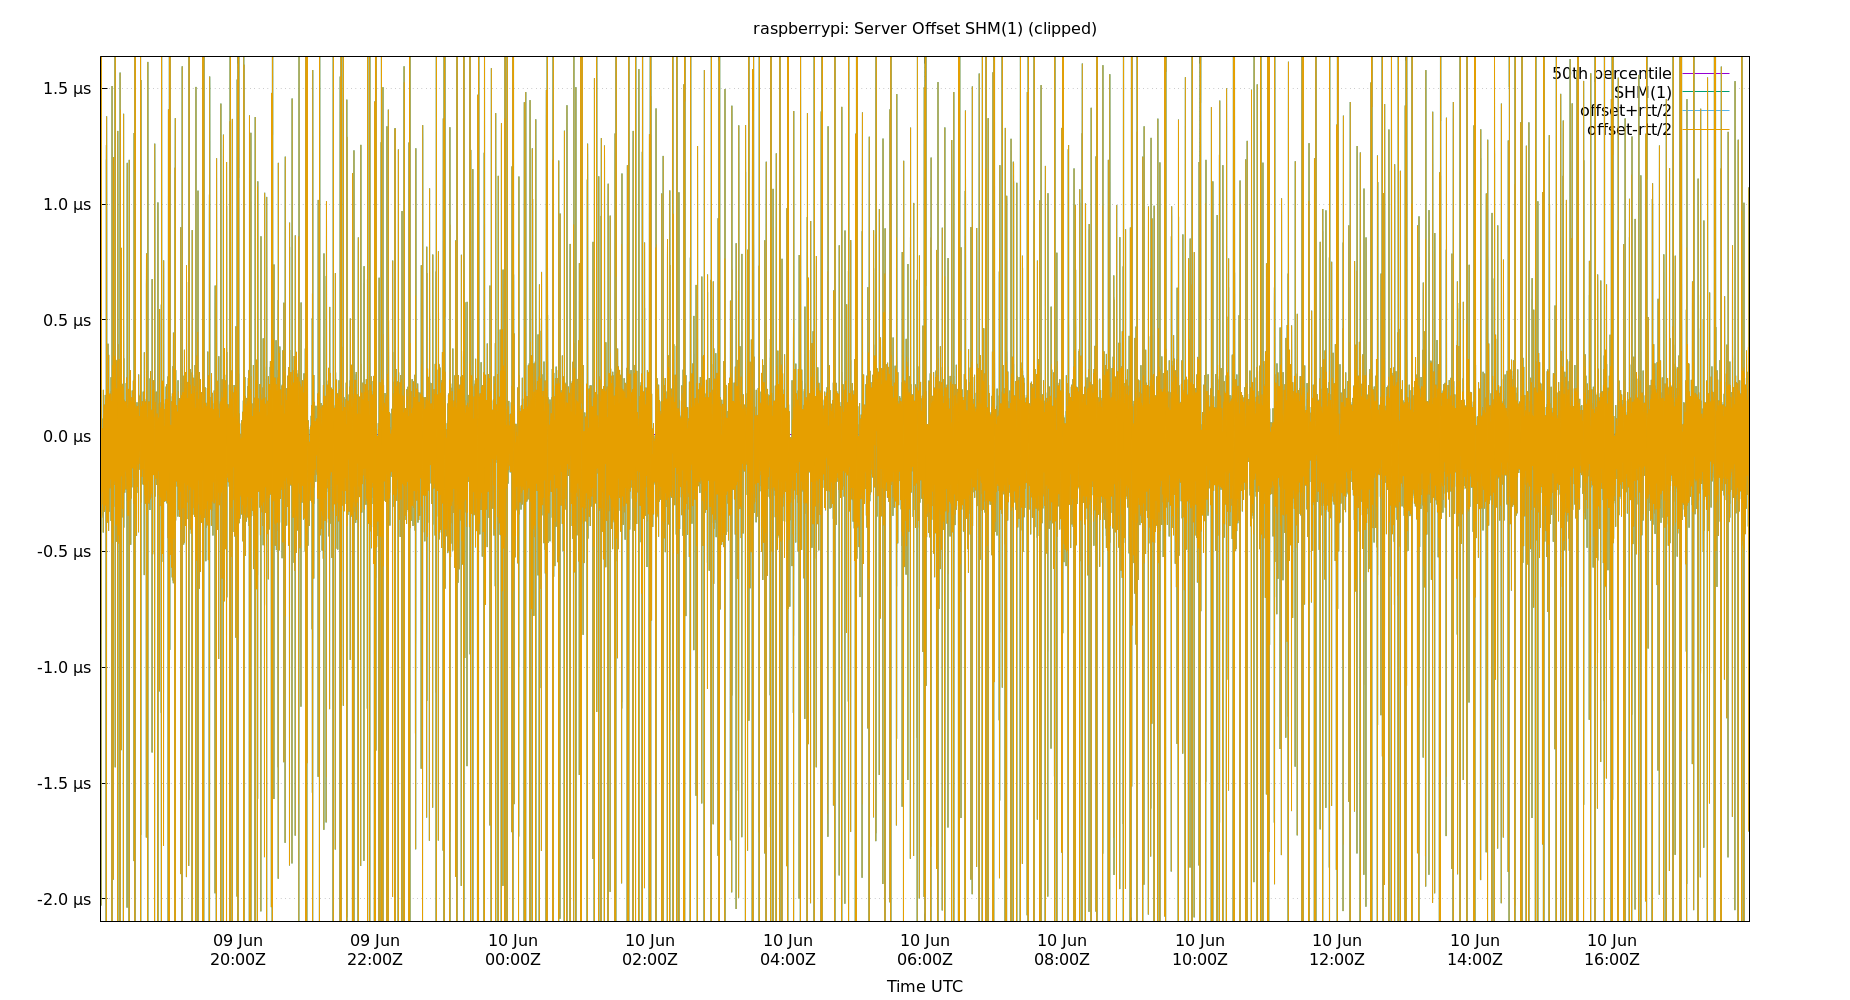 raspberrypi: Server Offset SHM(1) (clipped)
50th percentile
SHM(1)
offset+rtt/2
offset-rtt/2
1.5 µs
1.0 µs
0.5 µs
0.0 µs
-0.5 µs
-1.0 µs
-1.5 µs
-2.0 µs
09 Jun 09 Jun 10 Jun 10 Jun 10 Jun 10 Jun 10 Jun 10 Jun 10 Jun 10 Jun 10 Jun
20:00Z 22:00Z 00:00Z 02:00Z 04:00Z 06:00Z 08:00Z 10:00Z 12:00Z 14:00Z 16:00Z
Time UTC